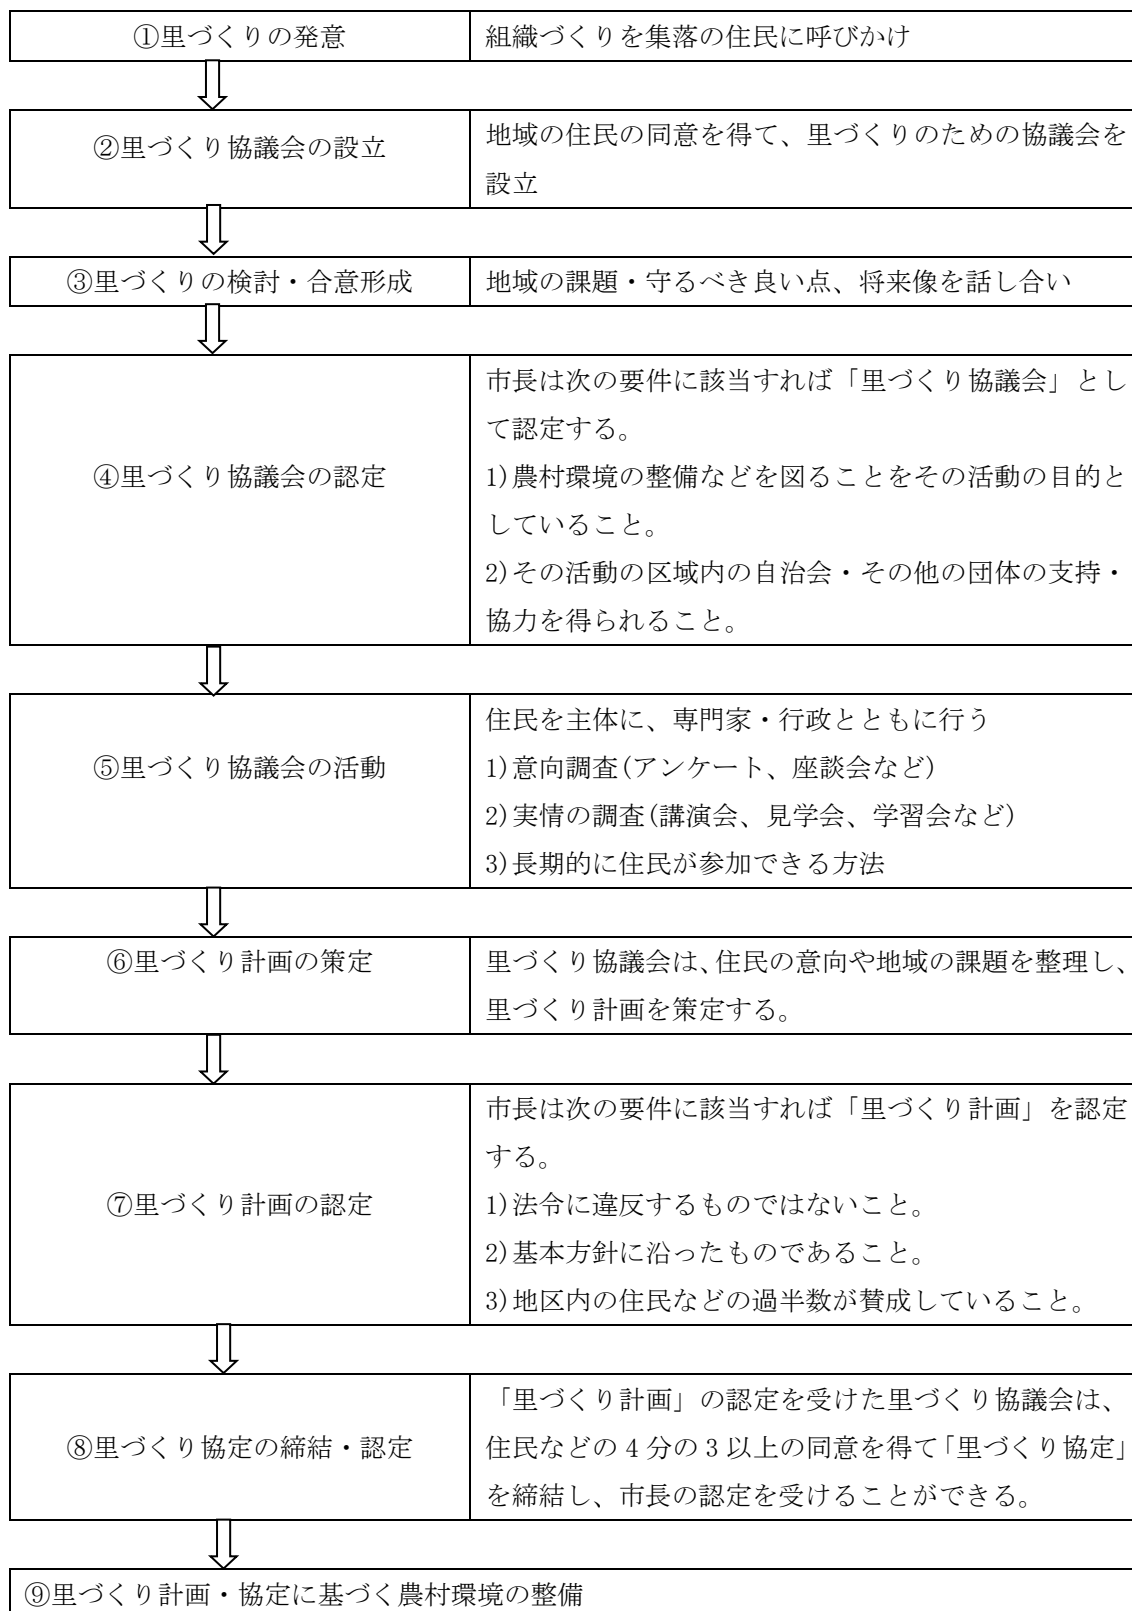 ①里づくりの発意
組織づくりを集落の住民に呼びかけ
②里づくり協議会の設立
地域の住民の同意を得て、里づくりのための協議会を
設立
③里づくりの検討・合意形成
地域の課題・守るべき良い点、将来像を話し合い
④里づくり協議会の認定
市長は次の要件に該当すれば「里づくり協議会」とし
て認定する。
1)農村環境の整備などを図ることをその活動の目的と
していること。
2)その活動の区域内の自治会・その他の団体の支持・
協力を得られること。
⑤里づくり協議会の活動
住民を主体に、専門家・行政とともに行う
1)意向調査(アンケート、座談会など)
2)実情の調査(講演会、見学会、学習会など)
3)長期的に住民が参加できる方法
⑥里づくり計画の策定
里づくり協議会は、住民の意向や地域の課題を整理し、
里づくり計画を策定する。
⑦里づくり計画の認定
市長は次の要件に該当すれば「里づくり計画」を認定
する。
1)法令に違反するものではないこと。
2)基本方針に沿ったものであること。
3)地区内の住民などの過半数が賛成していること。
⑧里づくり協定の締結・認定
「里づくり計画」の認定を受けた里づくり協議会は、
住民などの4分の3以上の同意を得て「里づくり協定」
を締結し、市長の認定を受けることができる。
⑨里づくり計画・協定に基づく農村環境の整備